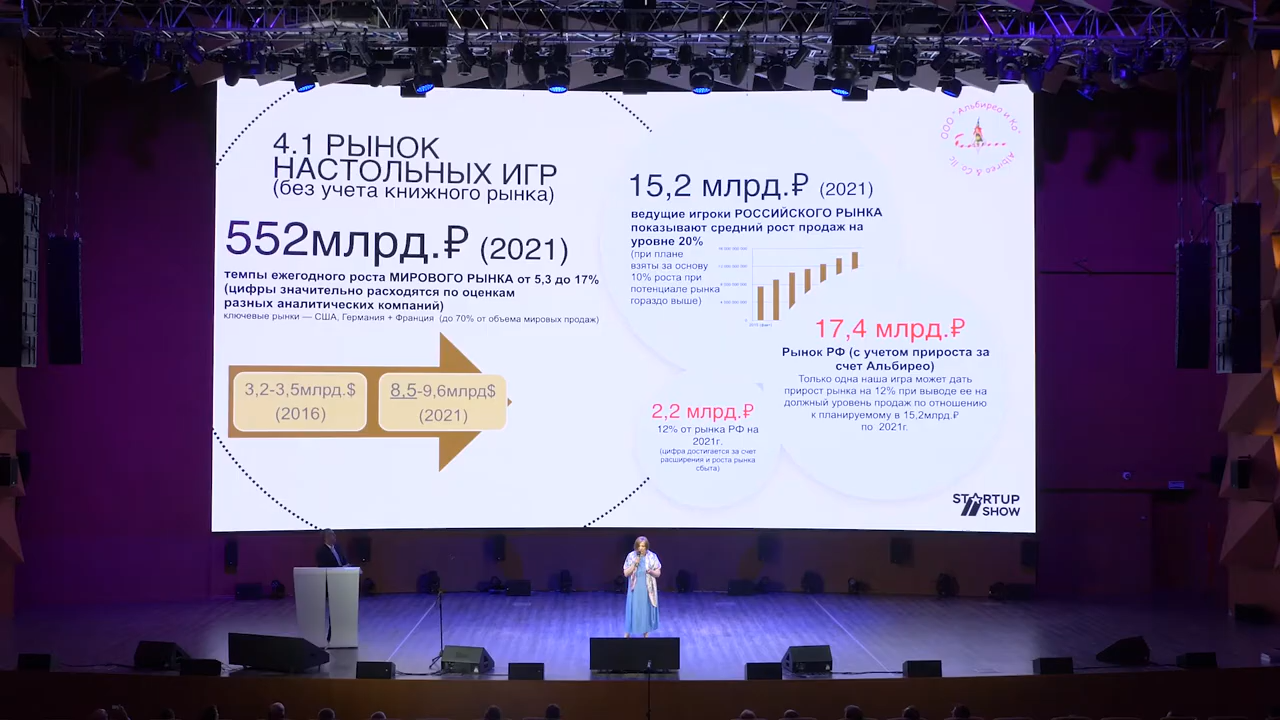 4.1 РЫНОК
НАСТОЛЬНЫХ ИГР
(без учета книжного рынка)
552млрд.₽ (2021)
темпы ежегодного роста МИРОВОГО РЫНКА от 5,3 до 17%
(цифры значительно расходятся по оценкам
разных аналитических компаний)
ключевые рынки — США, Германия + Франция (до 70% от объема мировых продаж)
3,2-3,5млрд.$
(2016)
8,5-9,6млрд$
(2021)
15,2 млрд.₽ (2021)
ведущие игроки РОССИЙСКОГО РЫНКА
показывают средний рост продаж на
уровне 20%
(при плане
взяты за основу
10% роста при
потенциале рынка
гораздо выше)
17,4 млрд.₽
Рынок РФ (с учетом прироста за
счет Альбирео)
Только одна наша игра может дать
прирост рынка на 12% при выводе ее на
должный уровень продаж по отношению
к планируемому в 15,2млрд.₽
по 2021г.
2,2 млрд.₽
12% от рынка РФ на
2021г.
(цифра достигается за счет
расширения и роста рынка
сбыта)
ООО "Альбирео и Ко"
Albireo & Co llc
STARTUP
SHOW